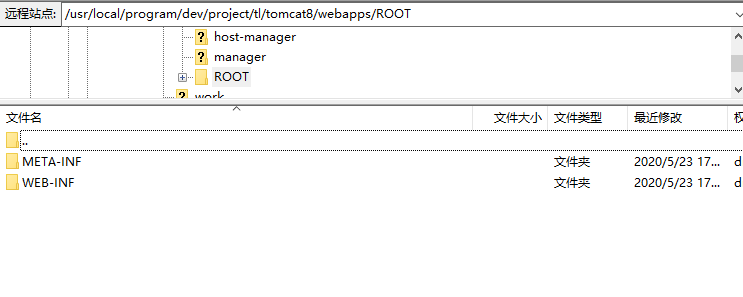 远程站点: /usr/local/program/dev/project/tl/tomcat8/webapps/ROOT
host-manager
manager
ROOT
work
文件名 文件大小 文件类型 最近修改
..
META-INF 文件夹 2020/5/23 17... d
WEB-INF 文件夹 2020/5/23 17... d